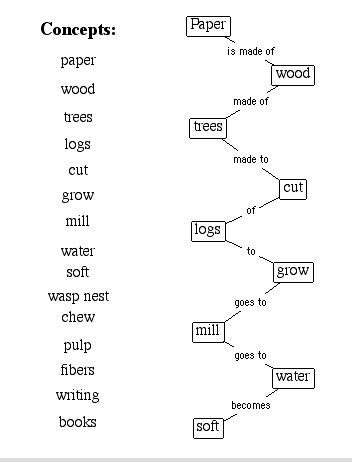 Concepts:
paper
wood
trees
logs
cut
grow
mill
water
soft
wasp nest
chew
pulp
fibers
writing
books
Paper
is made of
wood
made of
trees
made to
cut
of
logs
to
grow
goes to
mill
goes to
water
becomes
soft